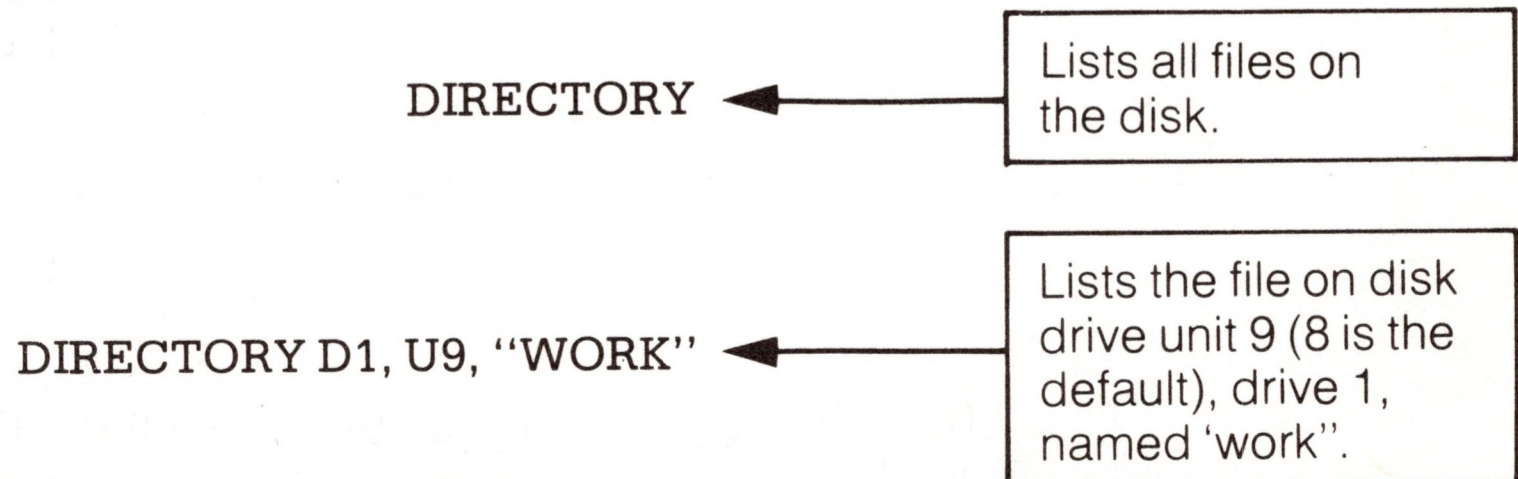 DIRECTORY
Lists all files on
the disk.
DIRECTORY D1, U9, “WORK”
Lists the file on disk
drive unit 9 (8 is the
default), drive 1,
named ‘work”.